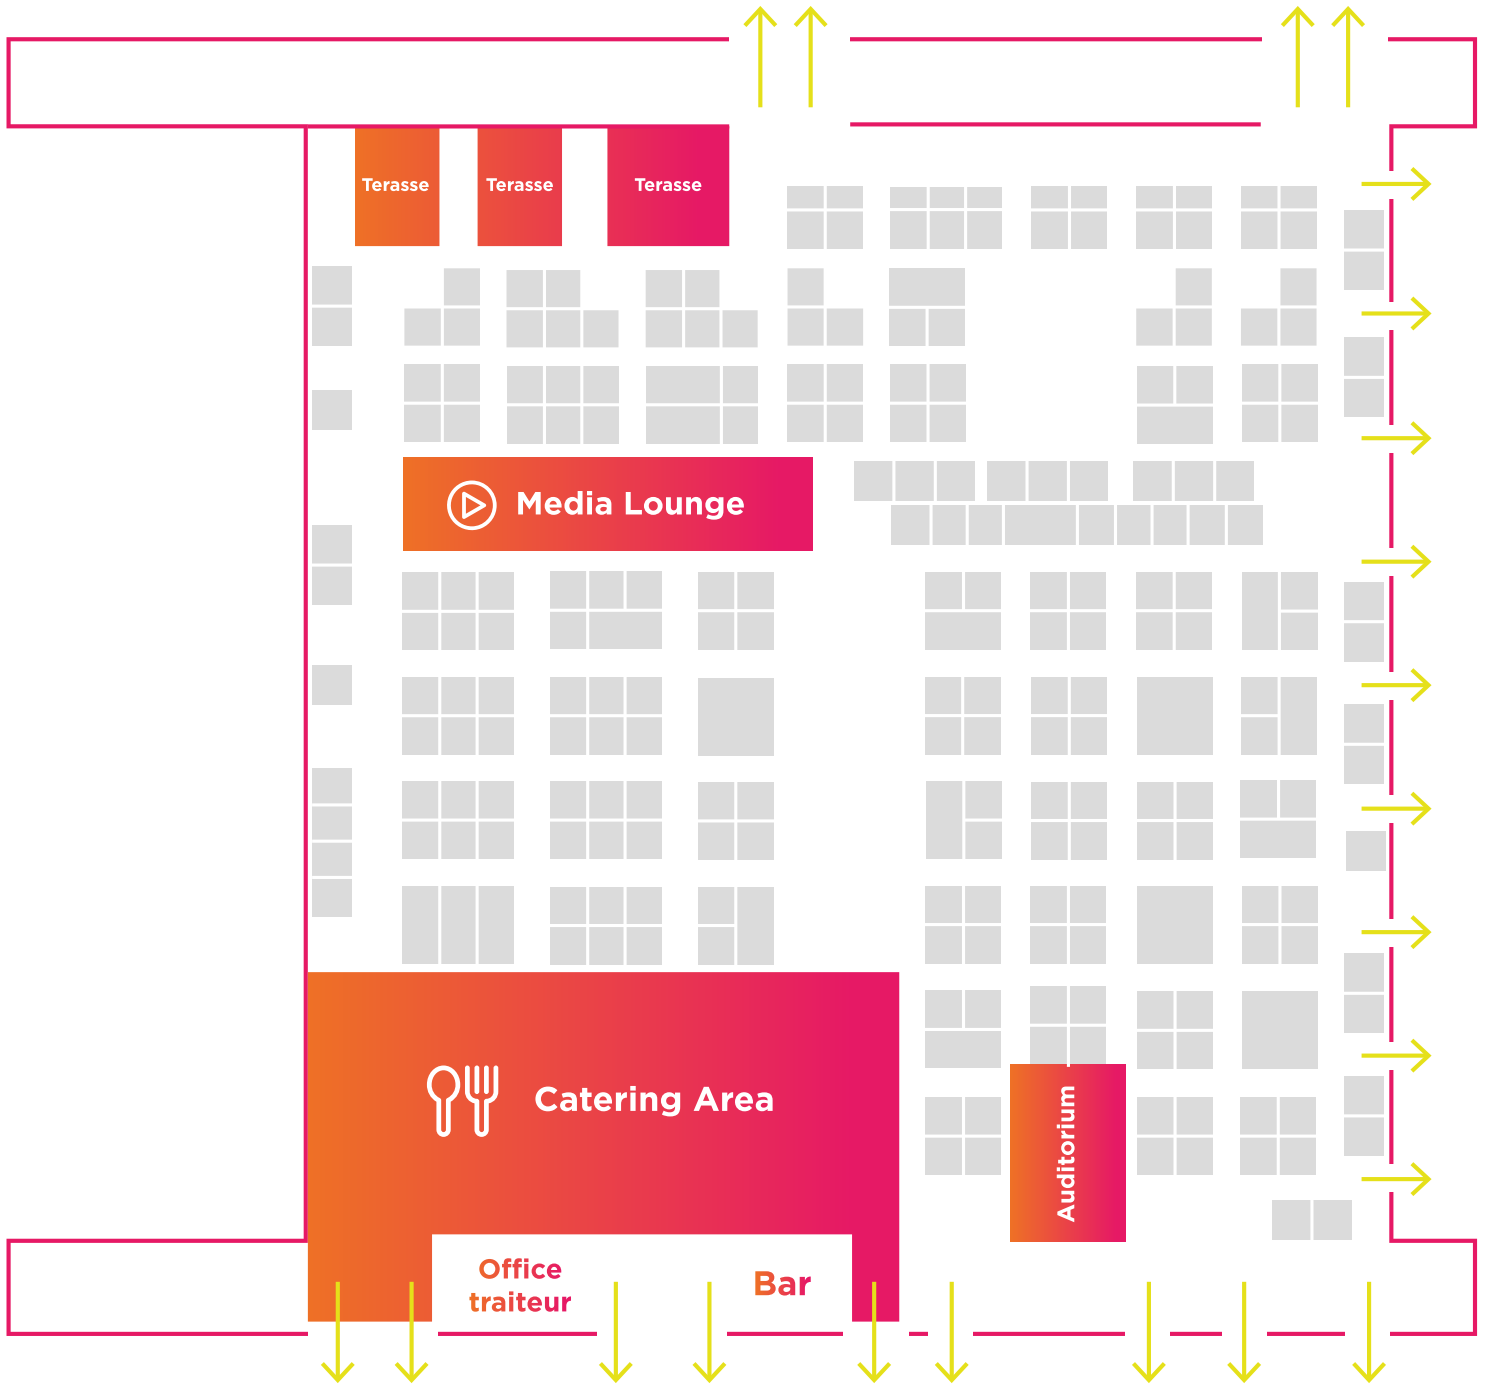 Terasse
Terasse
Terasse
Media Lounge
Catering Area
Auditorium
Office
traiteur
Bar